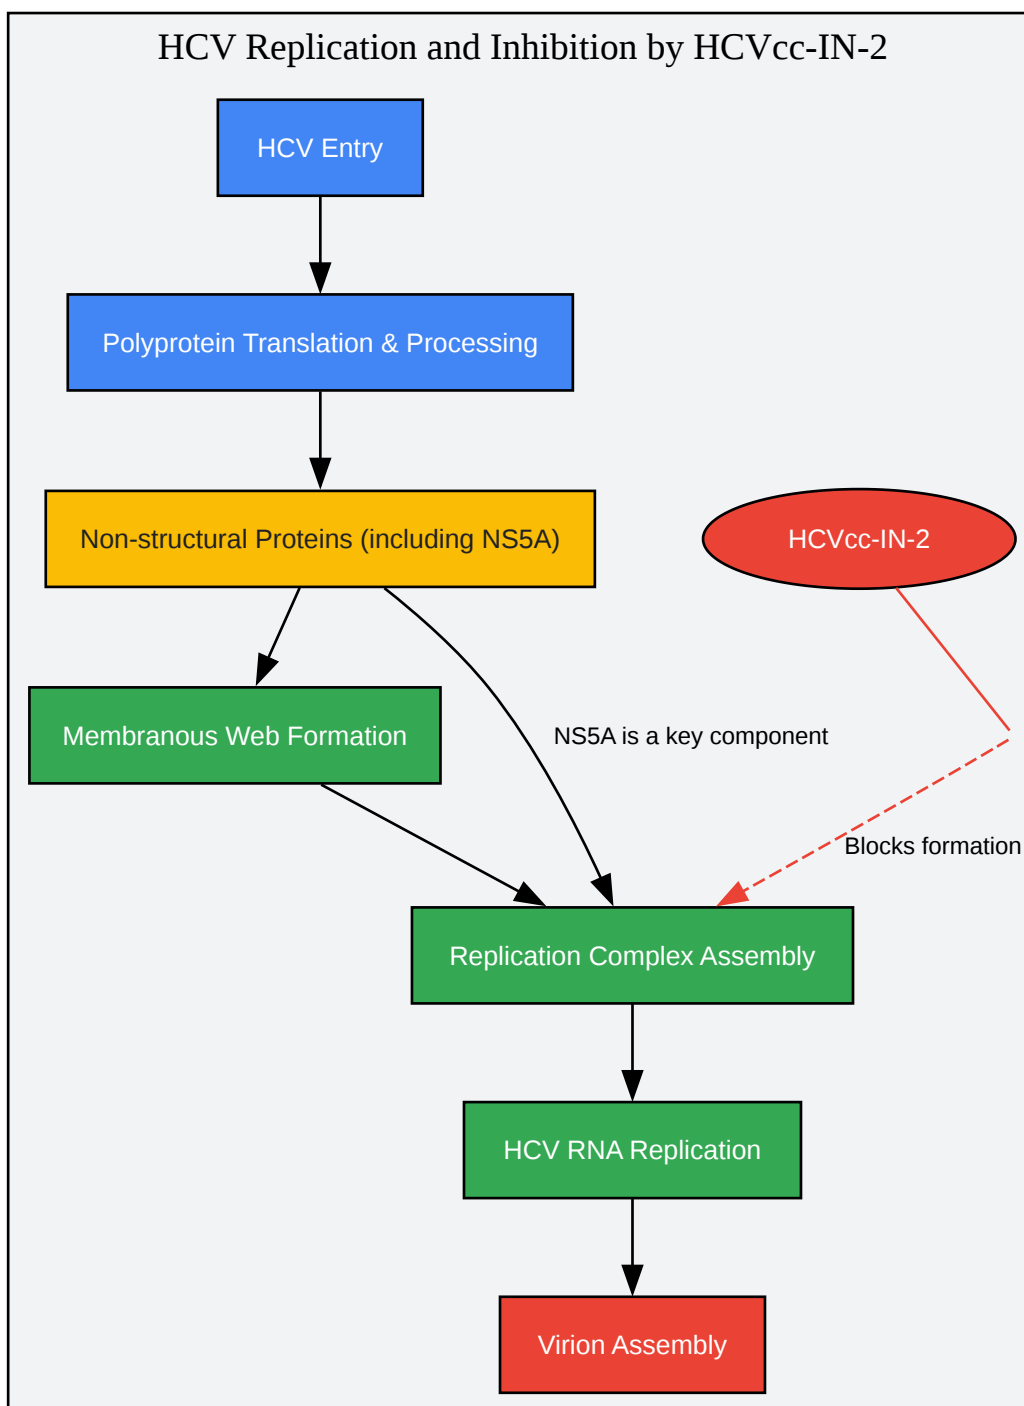 HCV Replication and Inhibition by HCVcc-IN-2
HCV Entry
Polyprotein Translation & Processing
Non-structural Proteins (including NS5A)
HCVcc-IN-2
Membranous Web Formation
NS5A is a key component
Blocks formation
Replication Complex Assembly
HCV RNA Replication
Virion Assembly